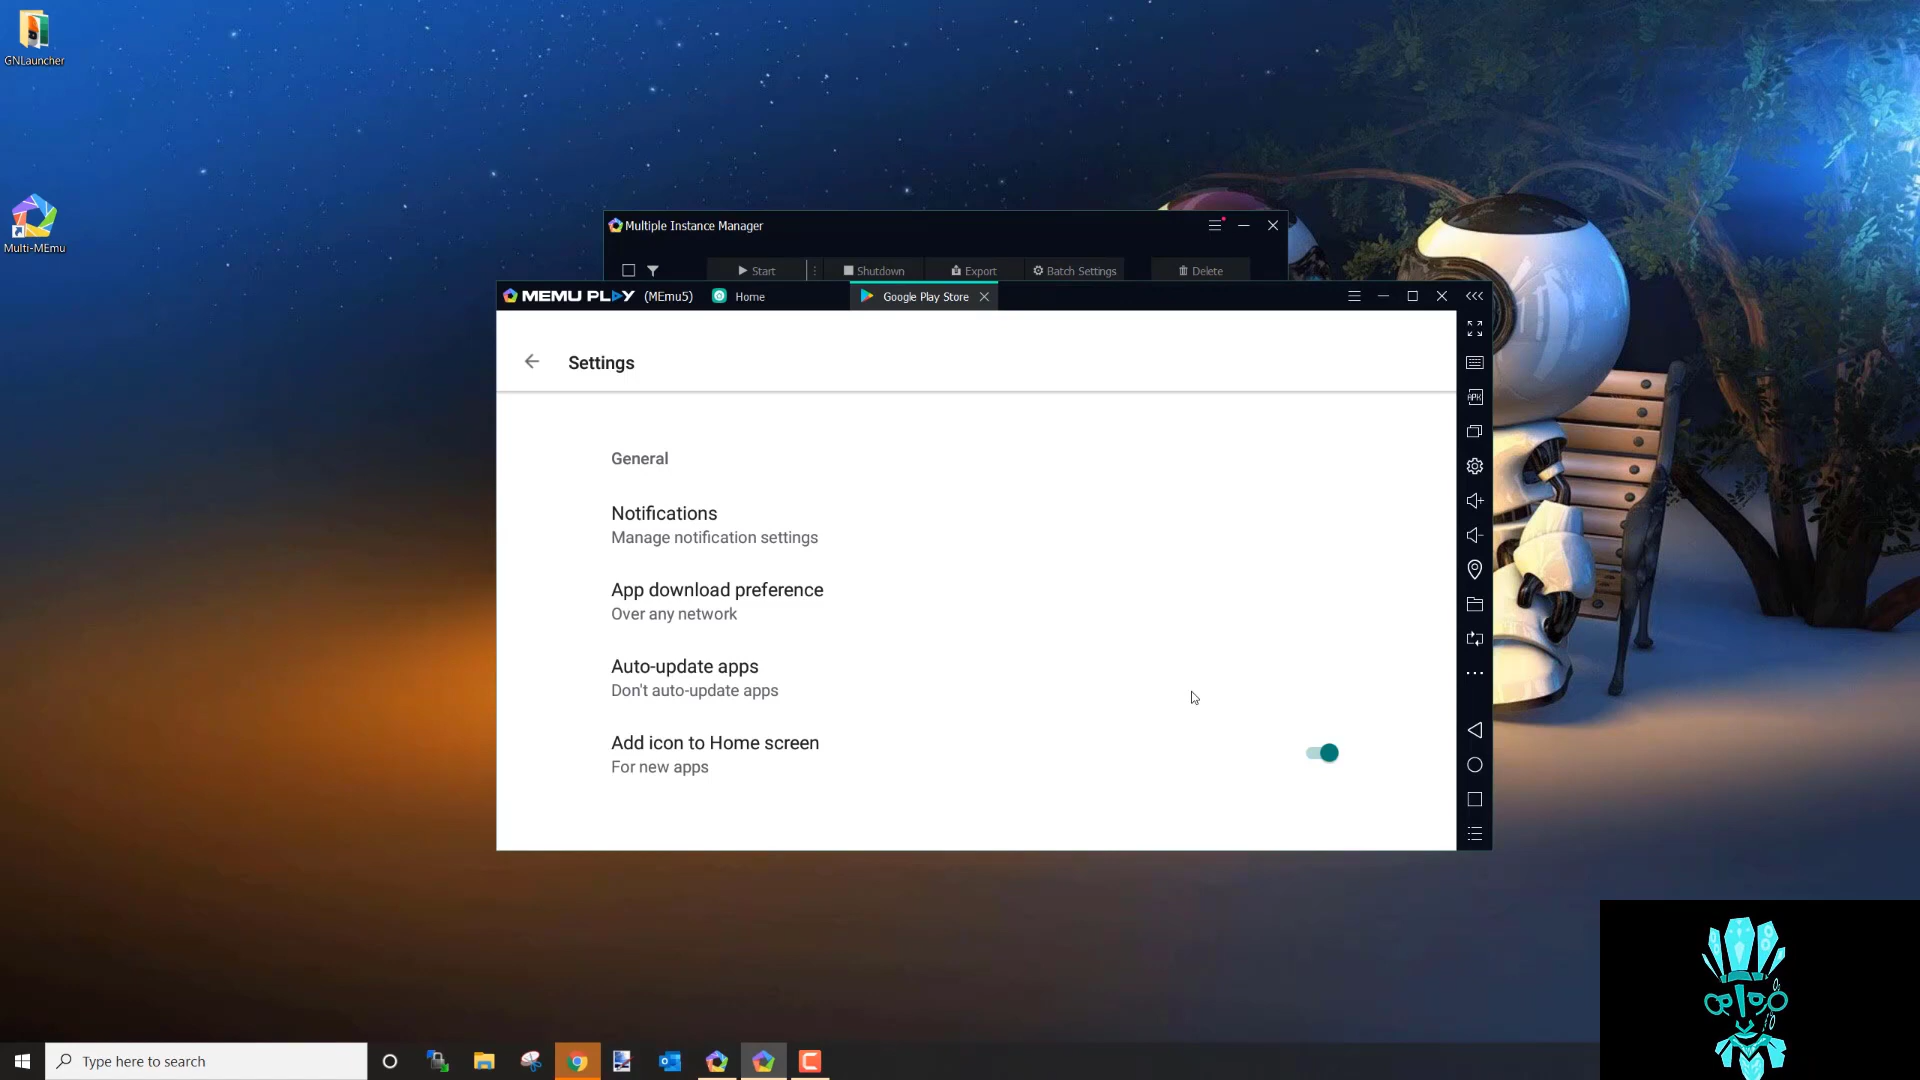 GNLauncher
Multi-MEmu
Multiple Instance Manager
Start
Shutdown
Export
Batch Settings
Delete
MEMU PLAY (MEmu5)
Home
Google Play Store
Settings
APK
General
Notifications
Manage notification settings
App download preference
Over any network
Auto-update apps
Don't auto-update apps
Add icon to Home screen
For new apps
Type here to search